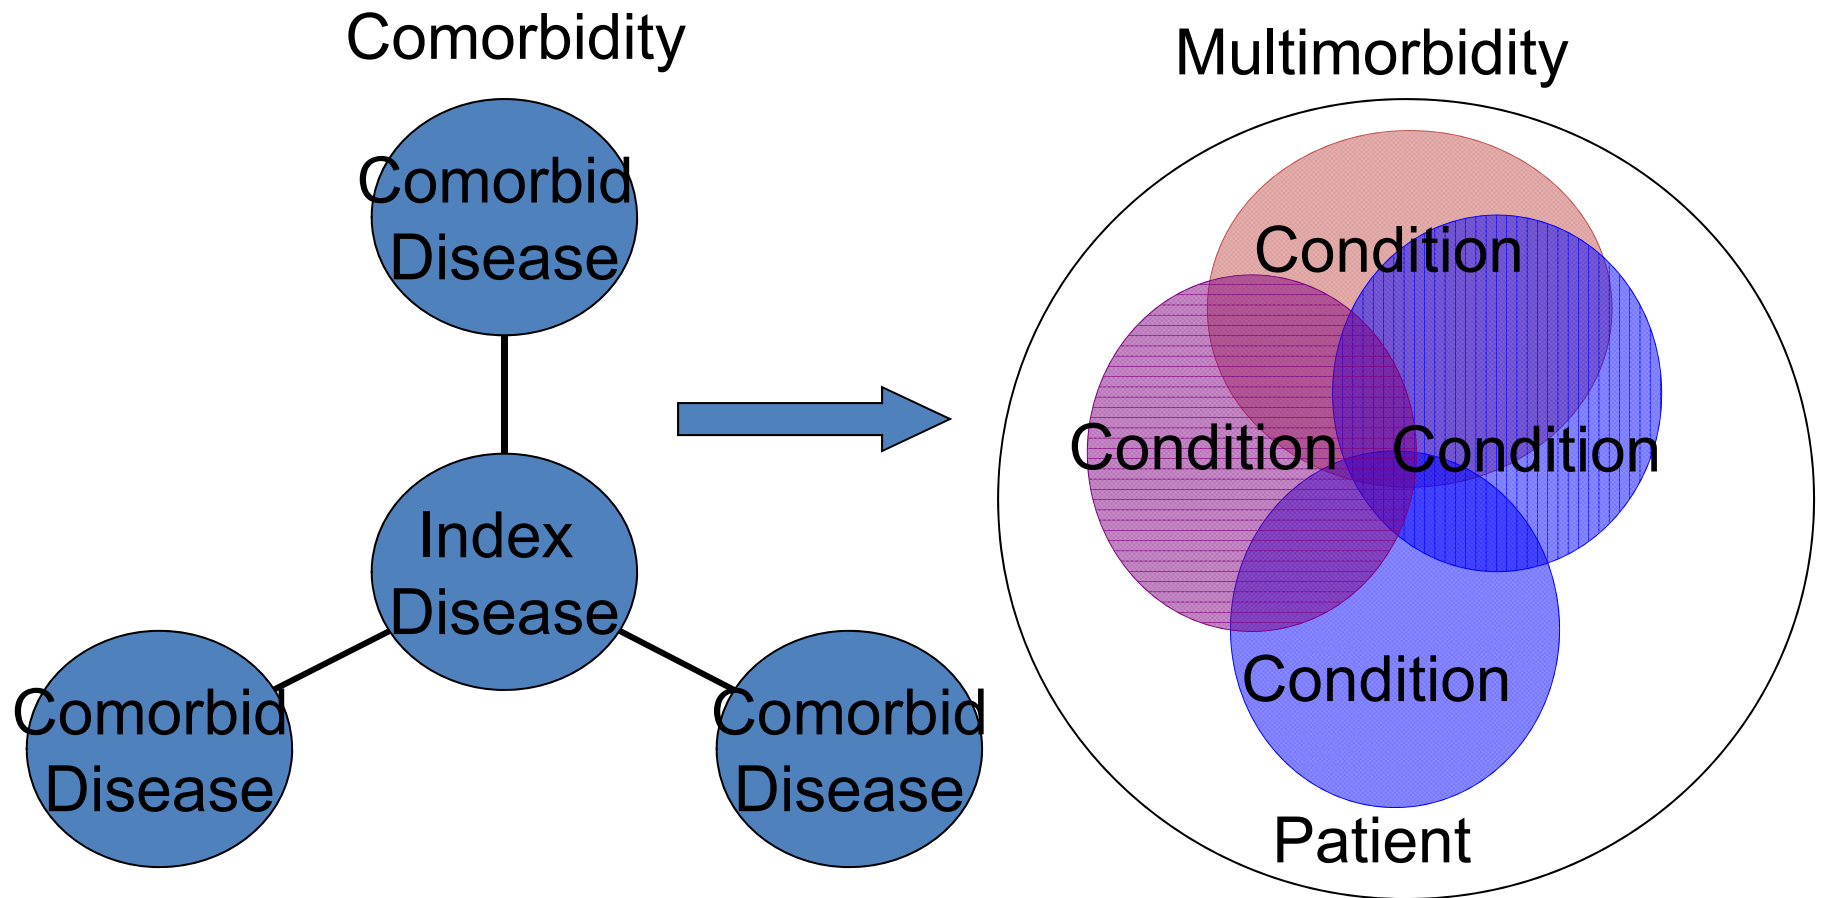 Comorbidity
Comorbid
Disease
Index
Disease
Comorbid
Disease
Comorbid
Disease
Multimorbidity
Condition
Condition
Condition
Condition
Patient